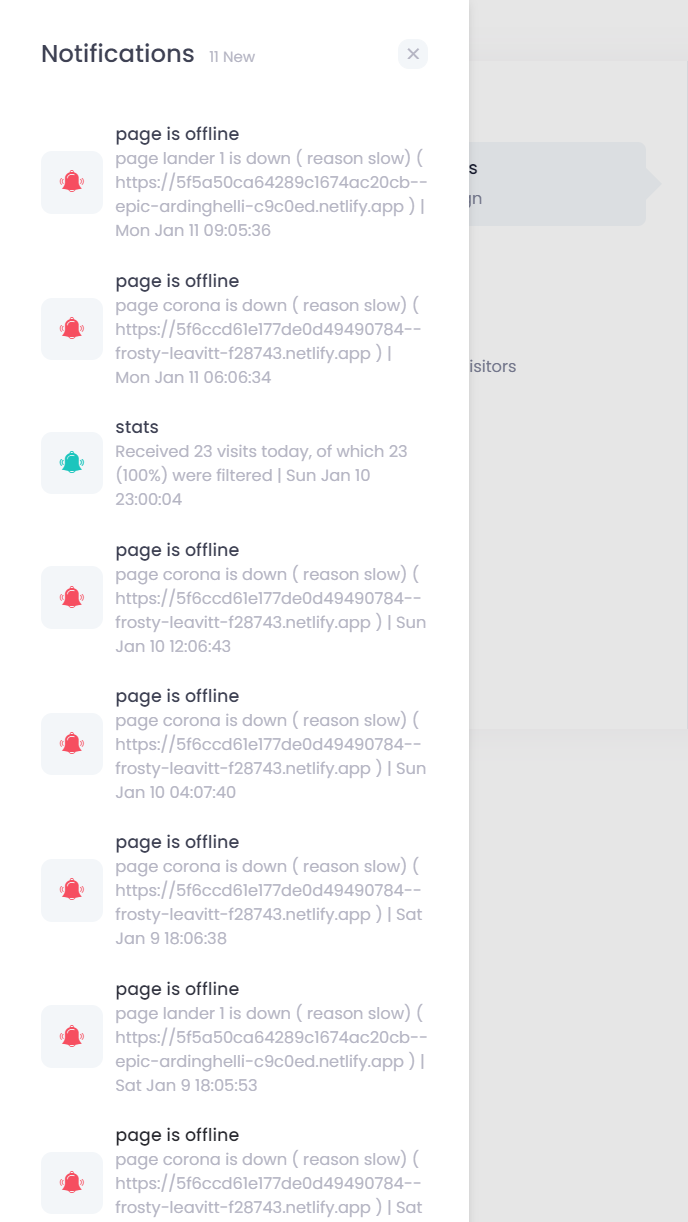 Notifications 11 New
page is offline
page lander 1 is down ( reason slow) (
https://5f5a50ca64289c1674ac20cb--
epic-ardinghelli-c9c0ed.netlify.app ) |
Mon Jan 11 09:05:36
page is offline
page corona is down ( reason slow) (
https://5f6ccd61e177de0d49490784--
frosty-leavitt-f28743.netlify.app ) |
Mon Jan 11 06:06:34
stats
Received 23 visits today, of which 23
(100%) were filtered | Sun Jan 10
23:00:04
page is offline
page corona is down ( reason slow) (
https://5f6ccd61e177de0d49490784--
frosty-leavitt-f28743.netlify.app ) | Sun
Jan 10 12:06:43
page is offline
page corona is down ( reason slow) (
https://5f6ccd61e177de0d49490784--
frosty-leavitt-f28743.netlify.app ) | Sun
Jan 10 04:07:40
page is offline
page corona is down ( reason slow) (
https://5f6ccd61e177de0d49490784--
frosty-leavitt-f28743.netlify.app ) | Sat
Jan 9 18:06:38
page is offline
page lander 1 is down ( reason slow) (
https://5f5a50ca64289c1674ac20cb--
epic-ardinghelli-c9c0ed.netlify.app ) |
Sat Jan 9 18:05:53
page is offline
page corona is down ( reason slow) (
https://5f6ccd61e177de0d49490784--
frosty-leavitt-f28743.netlify.app ) | Sat
s
gn
isitors